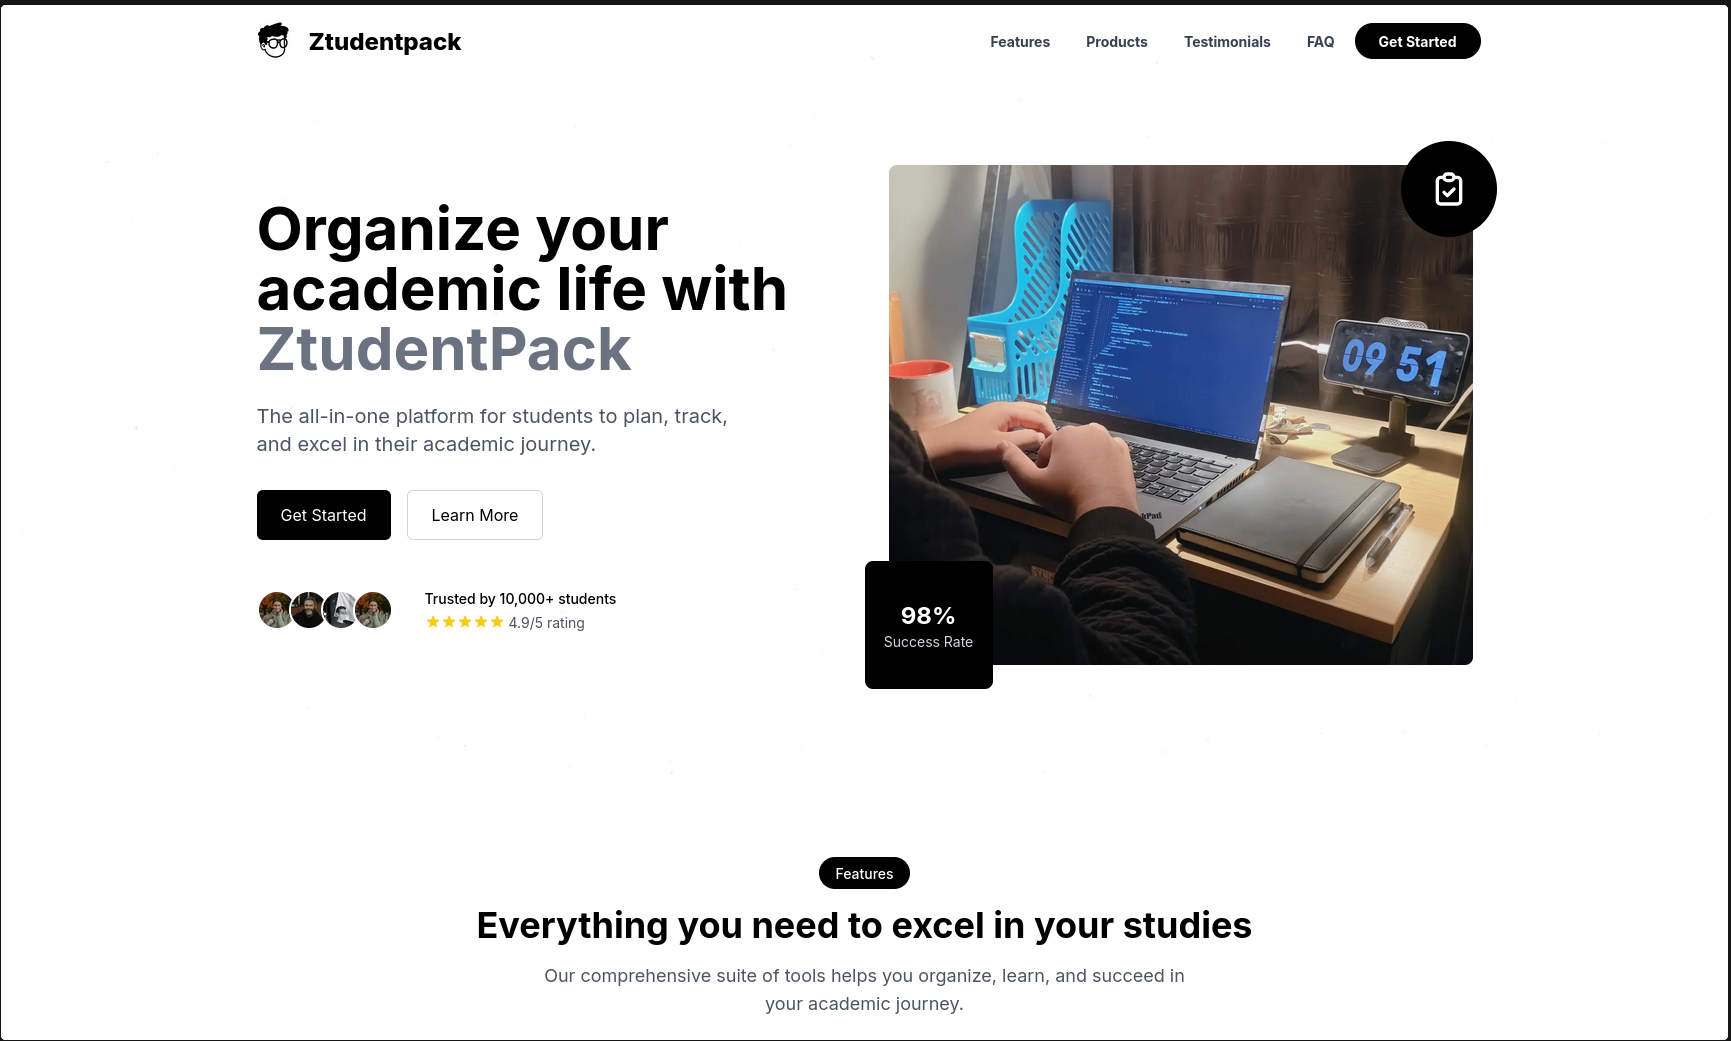 Ztudentpack
Features
Products
Testimonials
FAQ
Get Started
Organize your
academic life with
ZtudentPack
The all-in-one platform for students to plan, track,
and excel in their academic journey.
Get Started
Learn More
Trusted by 10,000+ students
4.9/5 rating
09 51
21
98%
Success Rate
Features
Everything you need to excel in your studies
Our comprehensive suite of tools helps you organize, learn, and succeed in
your academic journey.